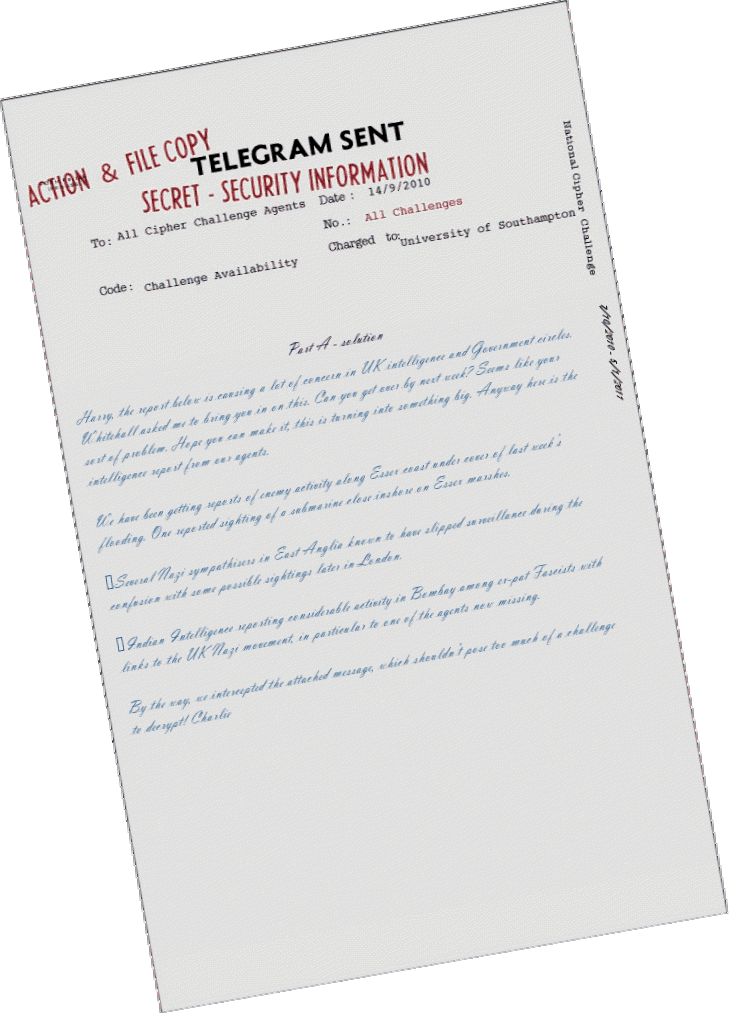 ACTION & FILE COPY
TELEGRAM SENT
SECRET - SECURITY INFORMATION
To: All Cipher Challenge Agents
Date : 14/9/2010
No.: All Challenges
Charged to: University of Southampton
Code: Challenge Availability
National Cipher Challenge
Part A - solution
Harry, the report below is causing a lot of concern in UK intelligence and Government circles.
Whitehall asked me to bring you in on this. Can you get over by next week? Seems like your
sort of problem. Hope you can make it, this is turning into something big. Anyway here is the
intelligence report from our agents.
We have been getting reports of enemy activity along Essex coast under cover of last week's
flooding. One reported sighting of a submarine close inshore on Essex marshes.
Several Nazi sympathisers in East Anglia known to have slipped surveillance during the
confusion with some possible sightings later in London.
Indian Intelligence reporting considerable activity in Bombay among ex-pat Fascists with
links to the UK Nazi movement, in particular to one of the agents now missing.
By the way, we intercepted the attached message, which shouldn't pose too much of a challenge
to decrypt! Charlie